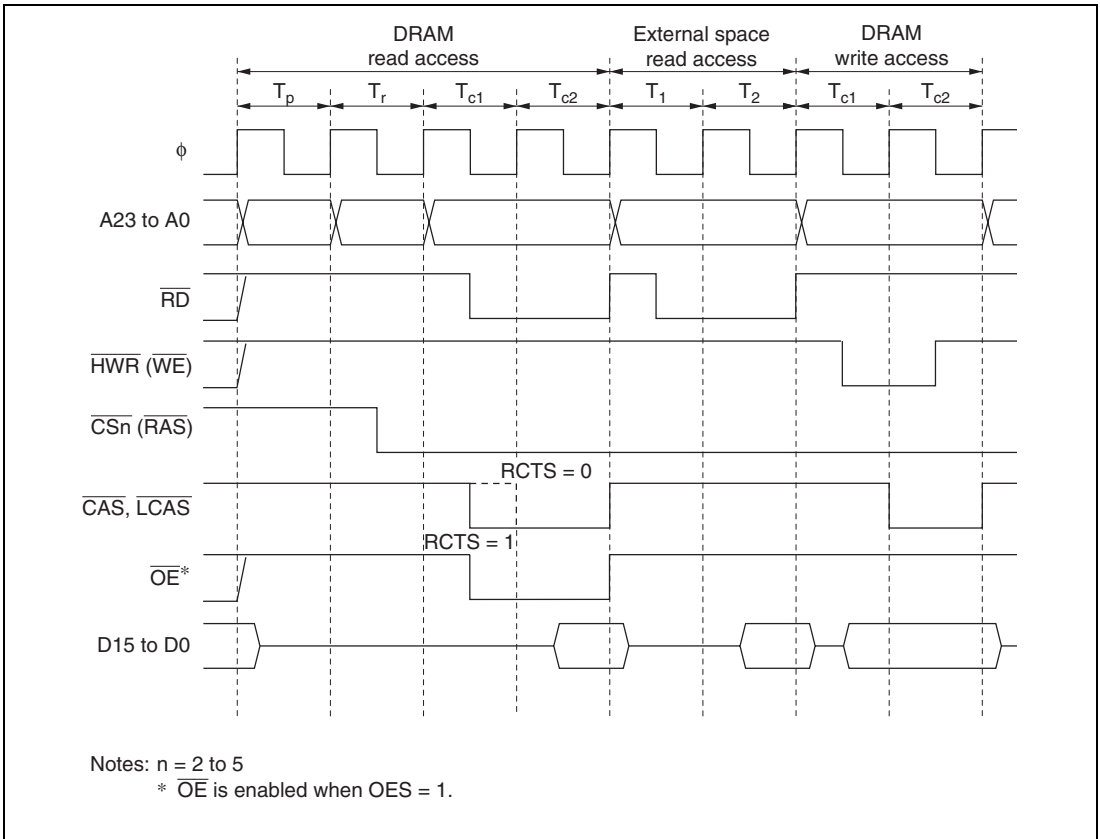 DRAM
read access
External space
read access
DRAM
write access
Tp
Tr
Tc1
Tc2
T1
T2
Tc1
Tc2
ϕ
A23 to A0
RD
HWR (WE)
CSn (RAS)
RCTS = 0
CAS, LCAS
RCTS = 1
OE*
D15 to D0
Notes: n = 2 to 5
* OE is enabled when OES = 1.